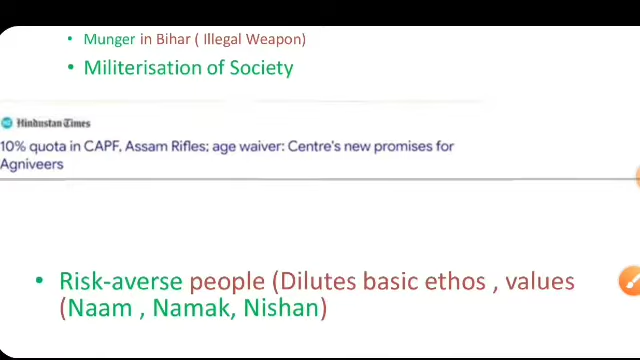 • Munger in Bihar ( Illegal Weapon)
• Militerisation of Society
Hindustan Times
10% quota in CAPF, Assam Rifles; age waiver: Centre's new promises for
Agniveers
• Risk-averse people (Dilutes basic ethos , values
(Naam , Namak, Nishan)